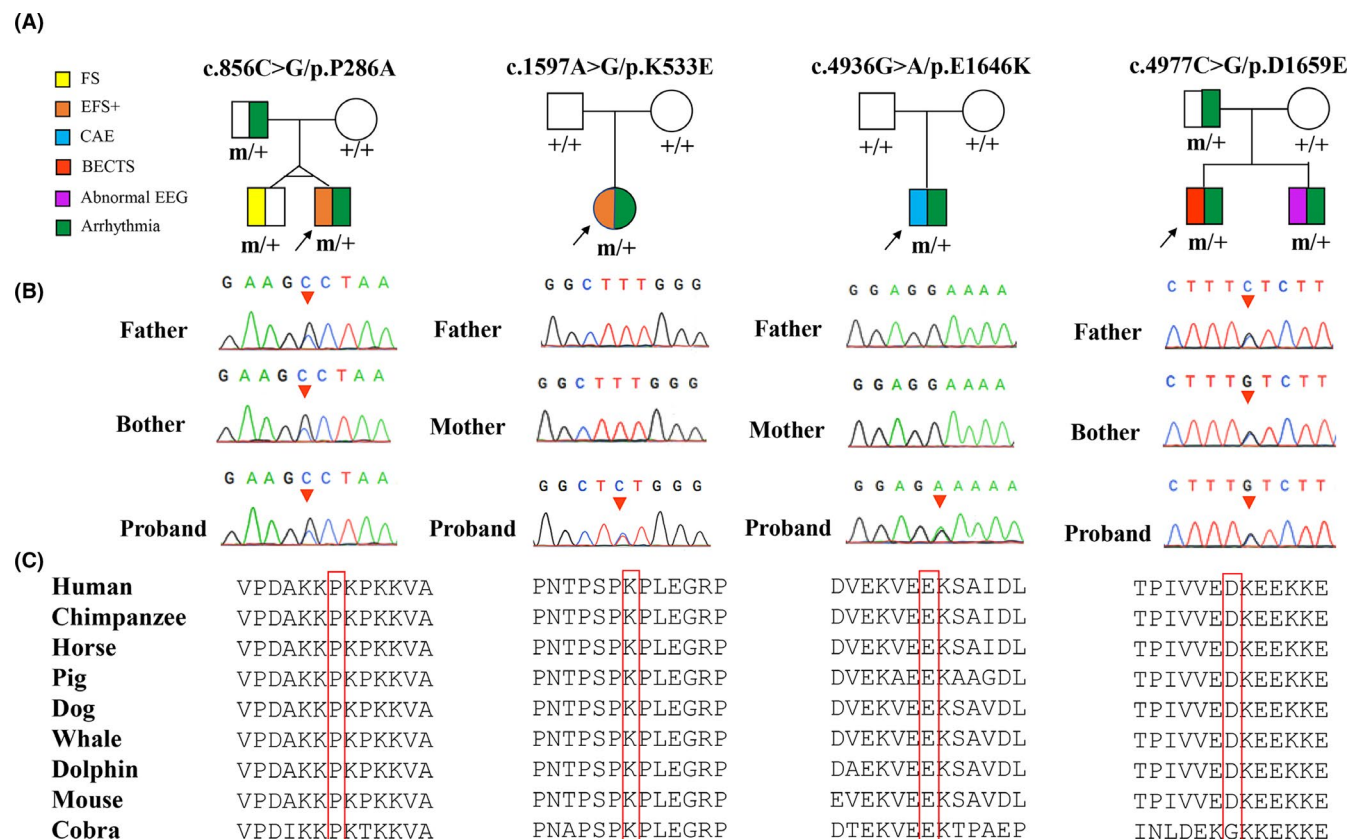 (A)
c.856C>G/p.P286A c.1597A>G/p.K533E c.4936G>A/p.E1646K c.4977C>G/p.D1659E
FS
EFS+
CAE
BECTS
Abnormal EEG
Arrhythmia
m/+ +/+ +/+ +/+ +/+ +/+ m/+ +/+
m/+ m/+ m/+ m/+ m/+ m/+
(B)
G A A G C C T A A G G C T T T G G G G G A G G A A A A C T T T C T C T T
Father Father Father Father
G A A G C C T A A G G C T T T G G G G G A G G A A A A C T T T G T C T T
Bother Mother Mother Bother
G A A G C C T A A G G C T C T G G G G G A G A A A A A C T T T G T C T T
Proband Proband Proband Proband
(C)
Human VPDAKKPKPKKVA PNTPSPKPLEGRP DVEKVEEKSAIDL TPIVVEDKEEKKE
Chimpanzee VPDAKKPKPKKVA PNTPSPKPLEGRP DVEKVEEKSAIDL TPIVVEDKEEKKE
Horse VPDAKKPKPKKVA PNTPSPKPLEGRP DVEKVEEKSAIDL TPIVVEDKEEKKE
Pig VPDAKKPKPKKVA PNTPSPKPLEGRP DVEKAEEKAAGDL TPIVVEDKEEKKE
Dog VPDAKKPKPKKVA PNTPSPKPLEGRP DVEKVEEKSAVDL TPIVVEDKEEKKE
Whale VPDAKKPKPKKVA PNTPSPKPLEGRP DVEKVEEKSAVDL TPIVVEDKEEKKE
Dolphin VPDAKKPKPKKVA PNTPSPKPLEGRP DAEKVEEKSAVDL TPIVVEDKEEKKE
Mouse VPDAKKPKPKKVA PNTPSPKPLEGRP EVEKVEEKSAVDL TPIVVEDKEEKKE
Cobra VPDIKKPKTKKVA PNAPSPKPLEGRP DTEKVEEKTPAEP INLDEKGKKEKKE